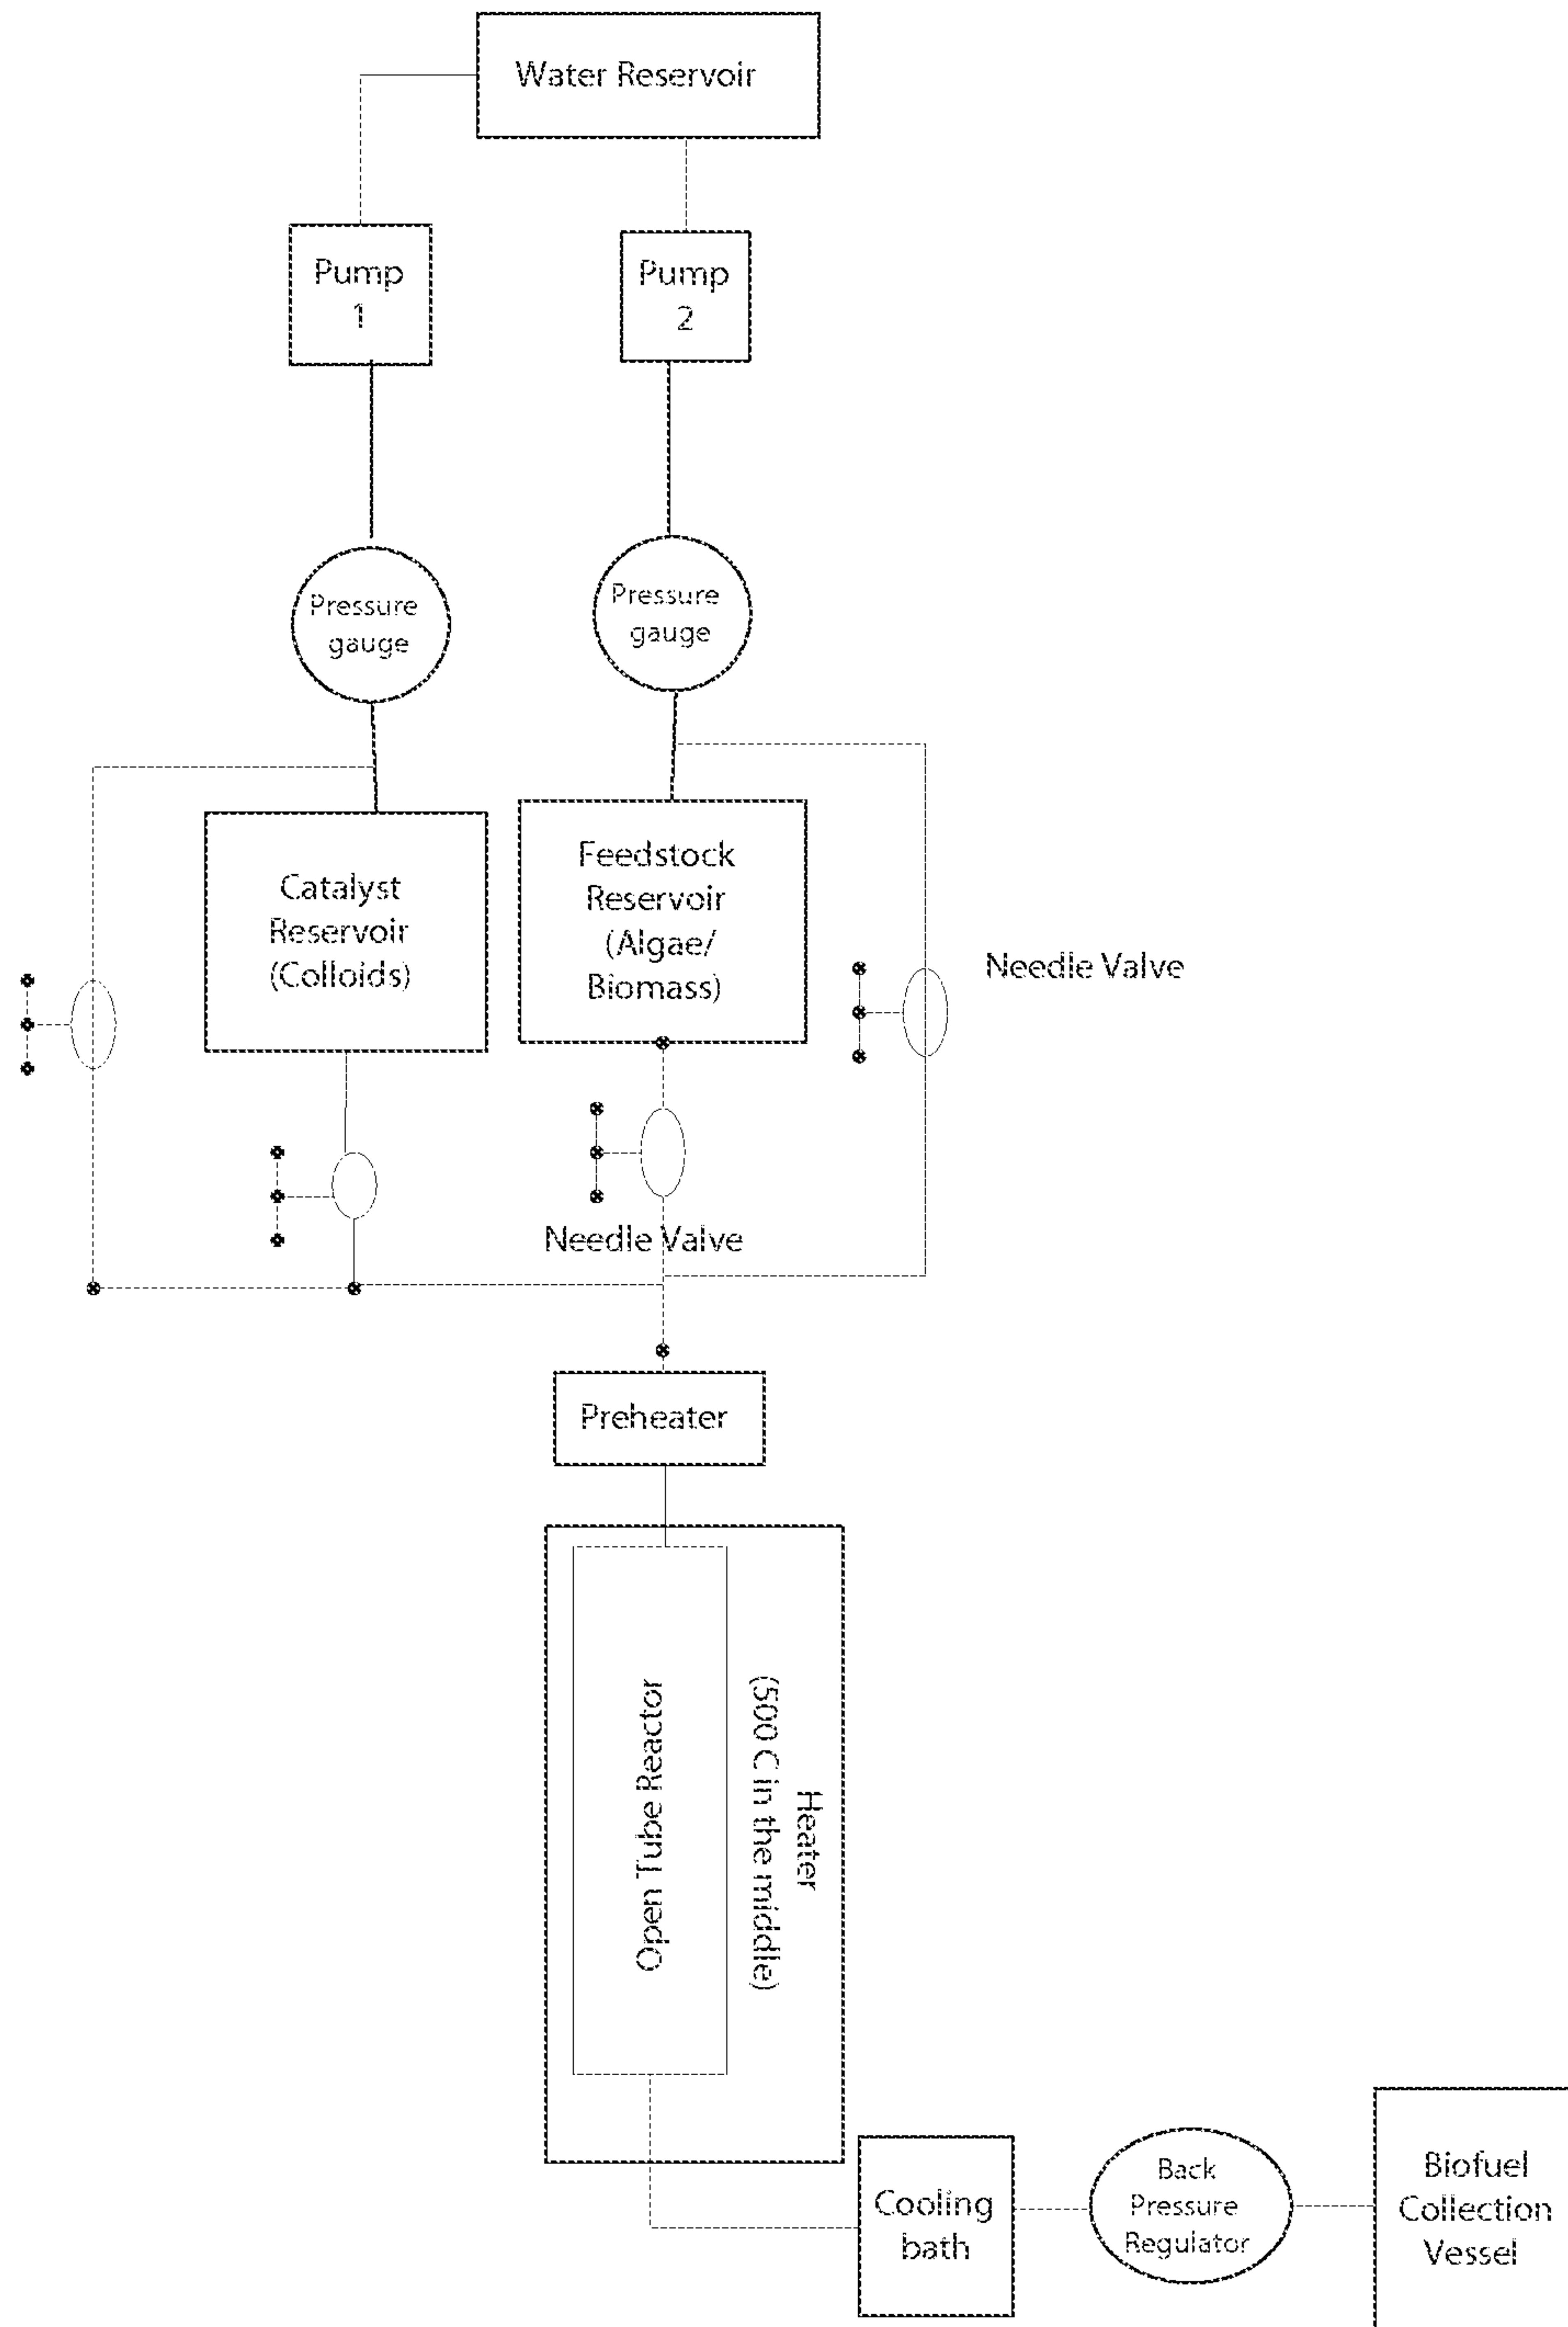 Water Reservoir
Pump
1
Pump
2
Pressure
gauge
Pressure
gauge
Catalyst
Reservoir
(Colloids)
Feedstock
Reservoir
(Algae/
Biomass)
Needle Valve
Needle Valve
Preheater
Open Tube Reactor
Heater
(500 C in the middle)
Cooling
bath
Back
Pressure
Regulator
Biofuel
Collection
Vessel